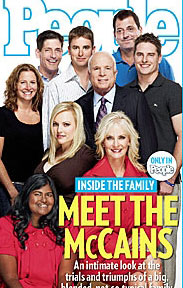 People
ONLY IN
People
INSIDE THE FAMILY
MEET THE
McCAINS
An intimate look at the
trials and triumphs of a big,
blended, not-so-typical family